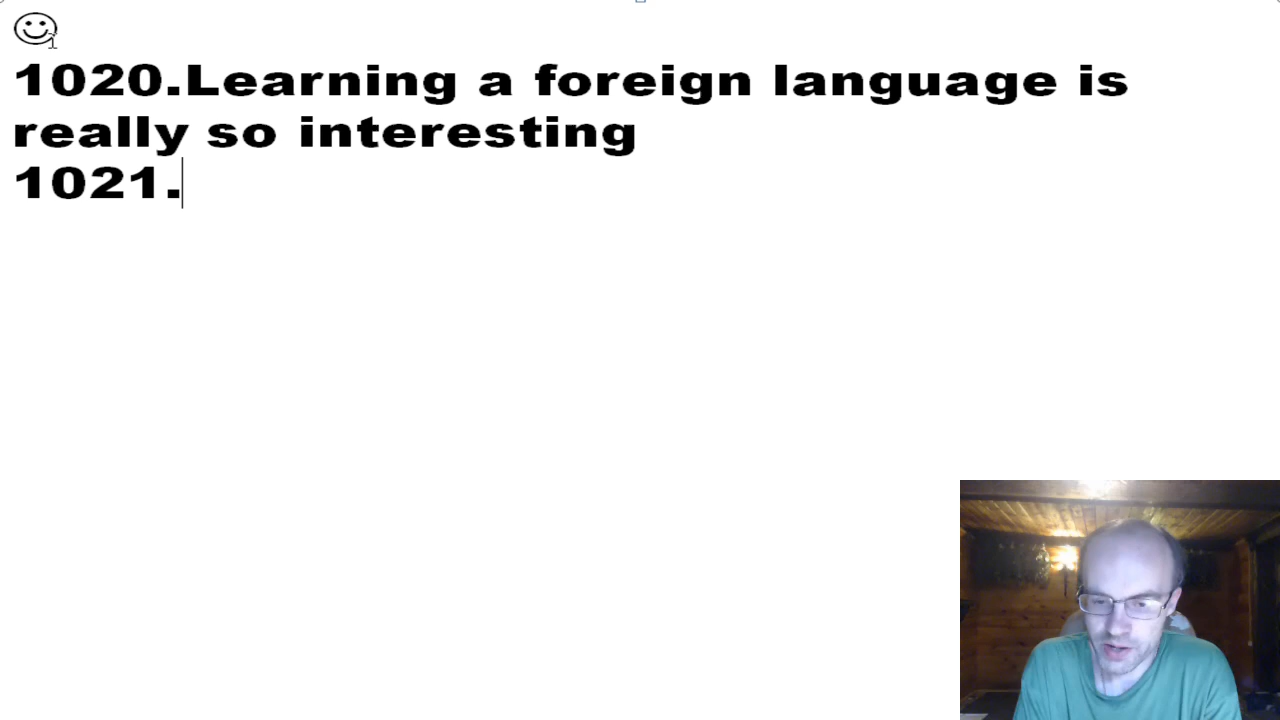 1020.Learning a foreign language is
really so interesting
1021.